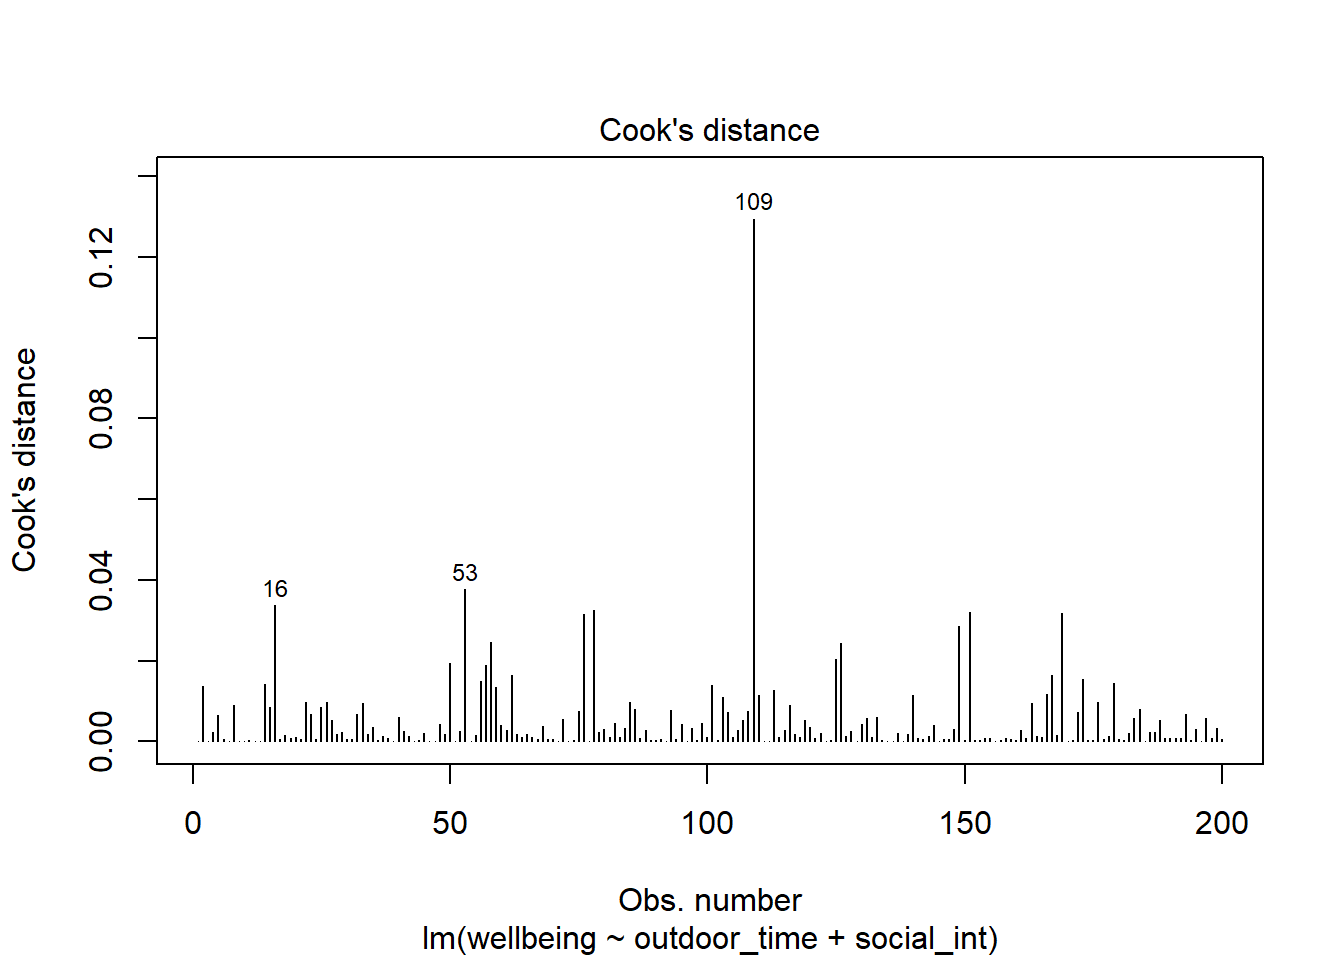 Cook's distance
109
0.12
53
16
0.08
Cook's distance
0.04
0.00
0 50 100 150 200
Obs. number
lm(wellbeing ~ outdoor_time + social_int)